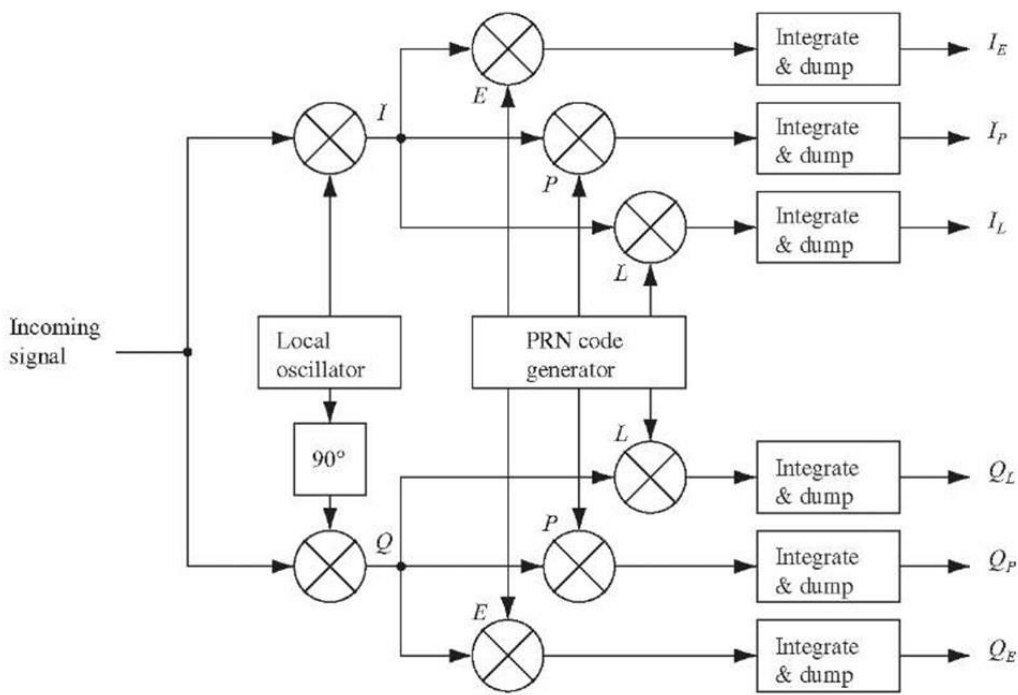 Integrate
& dump
I_E
E
I
Integrate
& dump
I_P
P
Integrate
& dump
I_L
L
Incoming
signal
Local
oscillator
PRN code
generator
90°
L
Integrate
& dump
Q_L
Q
P
Integrate
& dump
Q_P
E
Integrate
& dump
Q_E